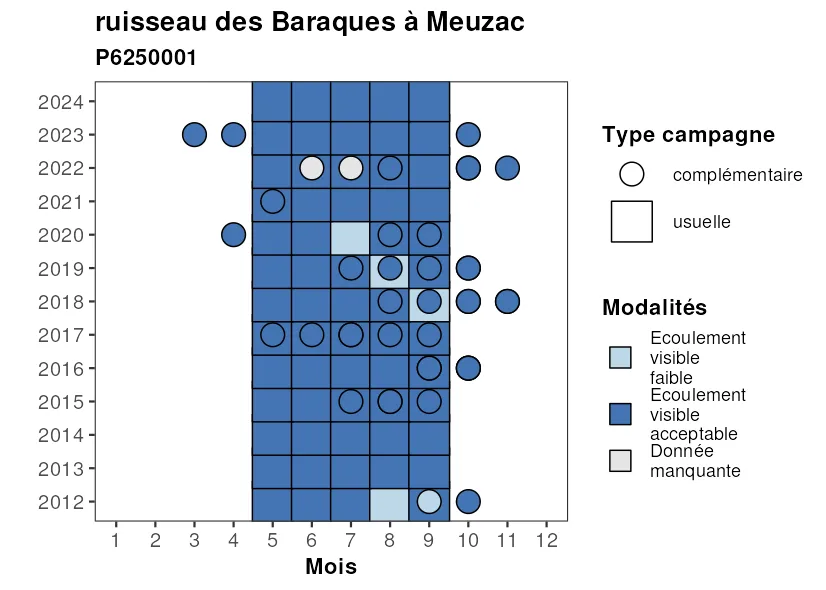 ruisseau des Baraques à Meuzac
P6250001
2024
2023
2022
2021
2020
2019
2018
2017
2016
2015
2014
2013
2012
1 2 3 4 5 6 7 8 9 10 11 12
Mois
Type campagne
complémentaire
usuelle
Modalités
Ecoulement
visible
faible
Ecoulement
visible
acceptable
Donnée
manquante